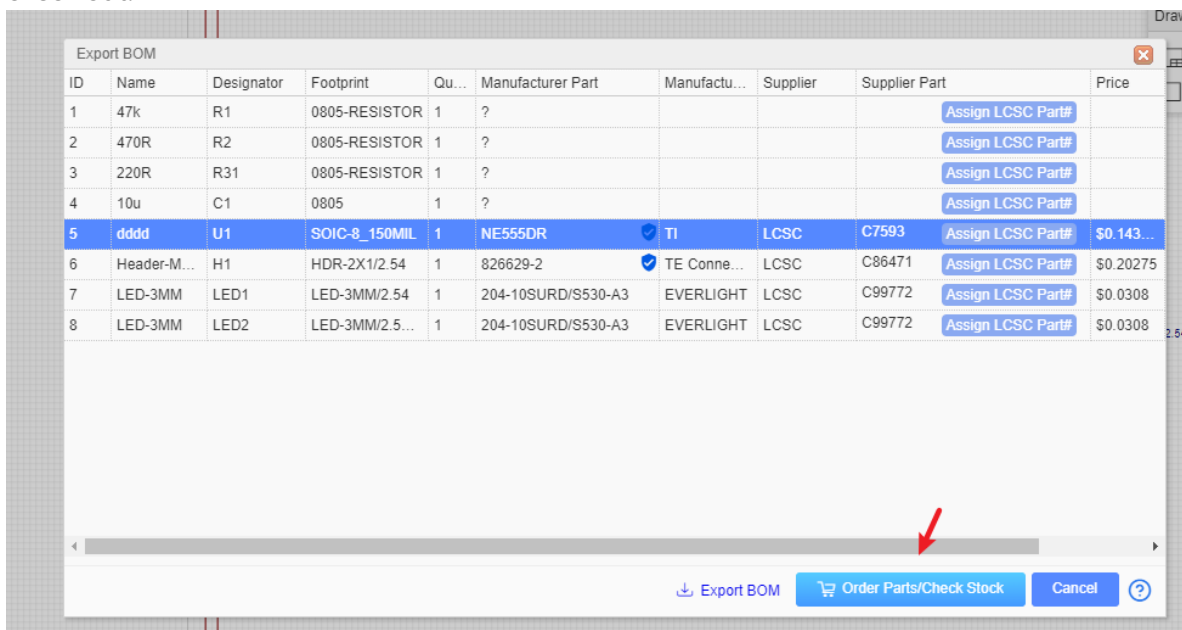 Draw
Export BOM
ID Name Designator Footprint Qu... Manufacturer Part Manufactu... Supplier Supplier Part Price
1 47k R1 0805-RESISTOR 1 ? Assign LCSC Part#
2 470R R2 0805-RESISTOR 1 ? Assign LCSC Part#
3 220R R31 0805-RESISTOR 1 ? Assign LCSC Part#
4 10u C1 0805 1 ? Assign LCSC Part#
5 dddd U1 SOIC-8_150MIL 1 NE555DR TI LCSC C7593 Assign LCSC Part# $0.143...
6 Header-M... H1 HDR-2X1/2.54 1 826629-2 TE Conne... LCSC C86471 Assign LCSC Part# $0.20275
7 LED-3MM LED1 LED-3MM/2.54 1 204-10SURD/S530-A3 EVERLIGHT LCSC C99772 Assign LCSC Part# $0.0308
8 LED-3MM LED2 LED-3MM/2.5... 1 204-10SURD/S530-A3 EVERLIGHT LCSC C99772 Assign LCSC Part# $0.0308
Export BOM Order Parts/Check Stock Cancel ?